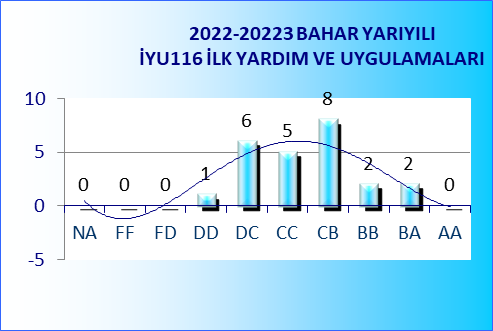 2022-20223 BAHAR YARIYILI
İYU116 İLK YARDIM VE UYGULAMALARI
10
5
0
-5
0 0 0 1 6 5 8 2 2 0
NA FF FD DD DC CC CB BB BA AA